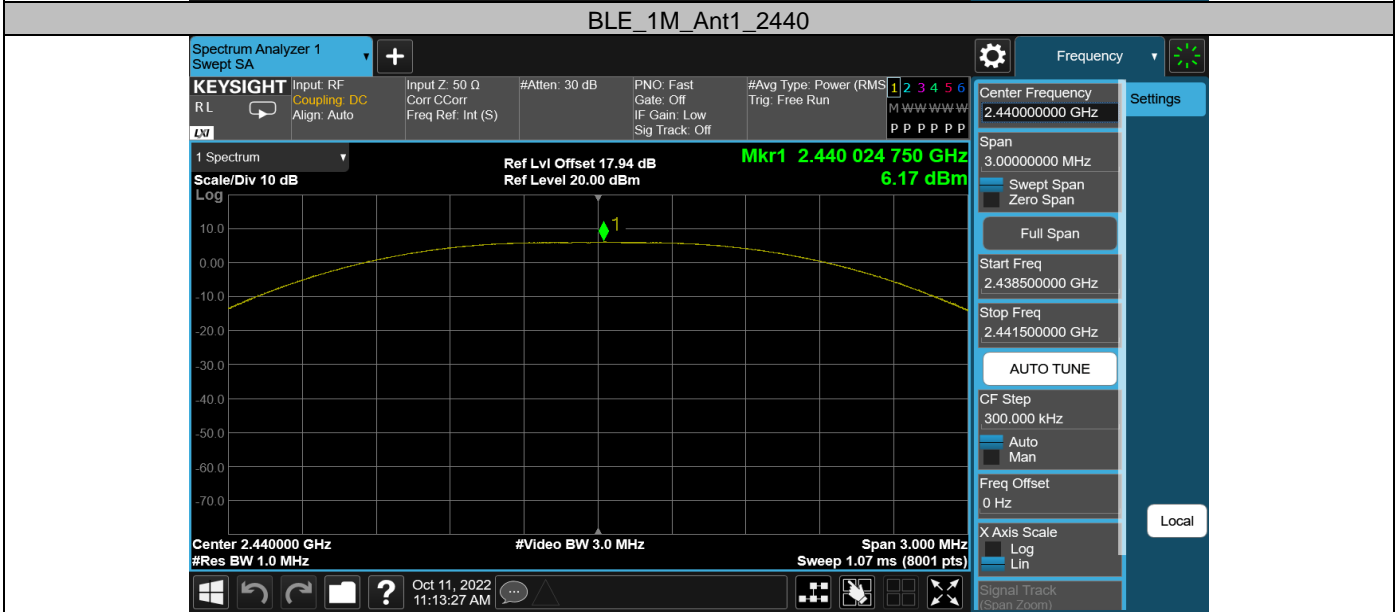 BLE_1M_Ant1_2440
Spectrum Analyzer 1
Swept SA
Frequency
KEYSIGHT
R L
LXI
Input: RF
Coupling: DC
Align: Auto
Input Z: 50 Ω
Corr CCorr
Freq Ref: Int (S)
#Atten: 30 dB
PNO: Fast
Gate: Off
IF Gain: Low
Sig Track: Off
#Avg Type: Power (RMS
Trig: Free Run
1 2 3 4 5 6
M W W W W W
P P P P P P
1 Spectrum
Scale/Div 10 dB
Log
Ref Lvl Offset 17.94 dB
Ref Level 20.00 dBm
Mkr1 2.440 024 750 GHz
6.17 dBm
1
10.0
0.00
-10.0
-20.0
-30.0
-40.0
-50.0
-60.0
-70.0
Center 2.440000 GHz
#Res BW 1.0 MHz
#Video BW 3.0 MHz
Span 3.000 MHz
Sweep 1.07 ms (8001 pts)
Center Frequency
2.440000000 GHz
Settings
Span
3.00000000 MHz
Swept Span
Zero Span
Full Span
Start Freq
2.438500000 GHz
Stop Freq
2.441500000 GHz
AUTO TUNE
CF Step
300.000 kHz
Auto
Man
Freq Offset
0 Hz
X Axis Scale
Log
Lin
Local
Signal Track
(Span Zoom)
?
Oct 11, 2022
11:13:27 AM